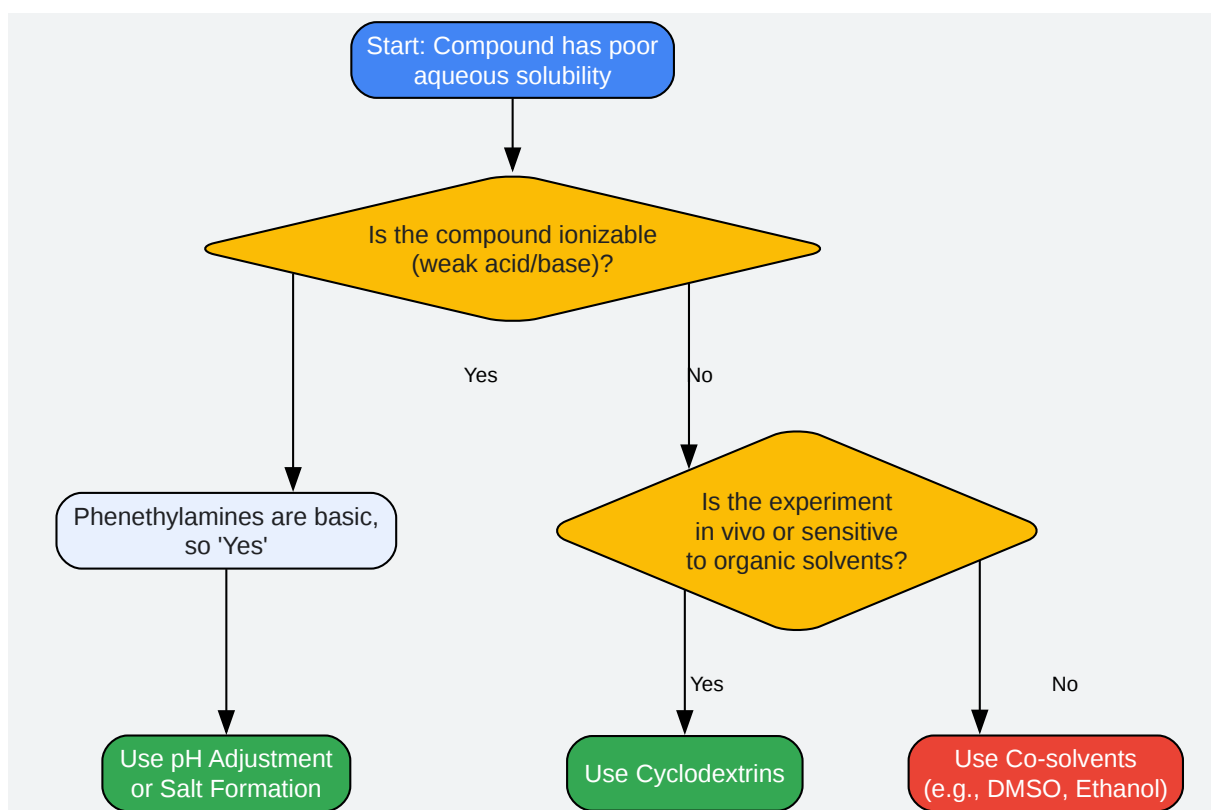 Start: Compound has poor
aqueous solubility
Is the compound ionizable
(weak acid/base)?
Yes
No
Phenethylamines are basic,
so 'Yes'
Is the experiment
in vivo or sensitive
to organic solvents?
Yes
No
Use pH Adjustment
or Salt Formation
Use Cyclodextrins
Use Co-solvents
(e.g., DMSO, Ethanol)